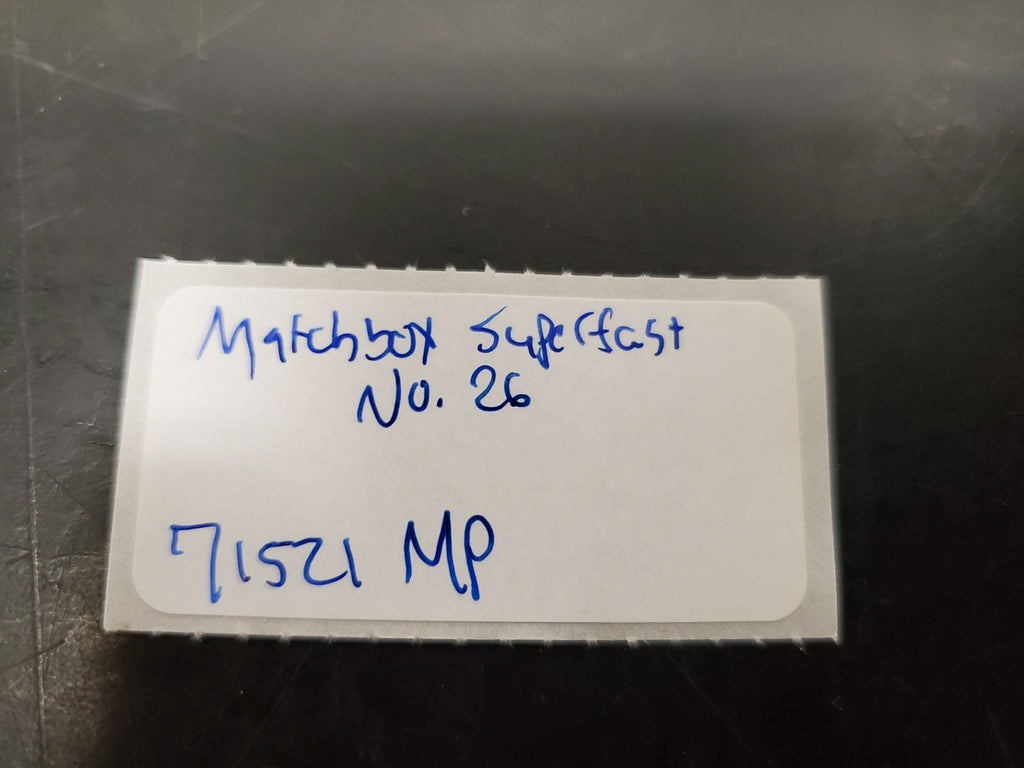 Matchbox Superfast
No. 26
71521 MP